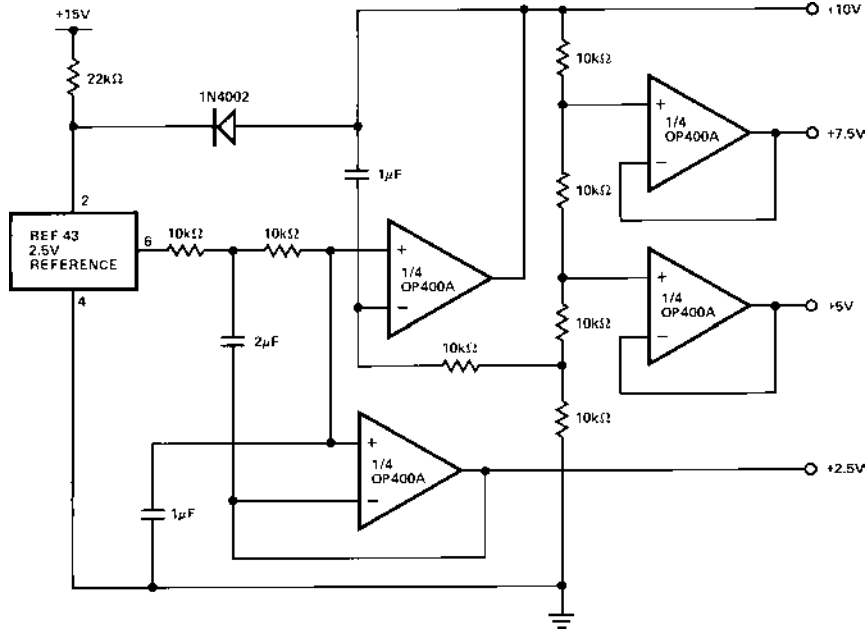 +15V
+10V
10kΩ
22kΩ
1N4002
+
1/4
OP400A
−
+7.5V
1µF
10kΩ
2
REF 43
2.5V
REFERENCE
6
10kΩ
10kΩ
4
+
1/4
OP400A
−
+
1/4
OP400A
−
+5V
10kΩ
2µF
10kΩ
10kΩ
+
1/4
OP400A
−
+2.5V
1µF